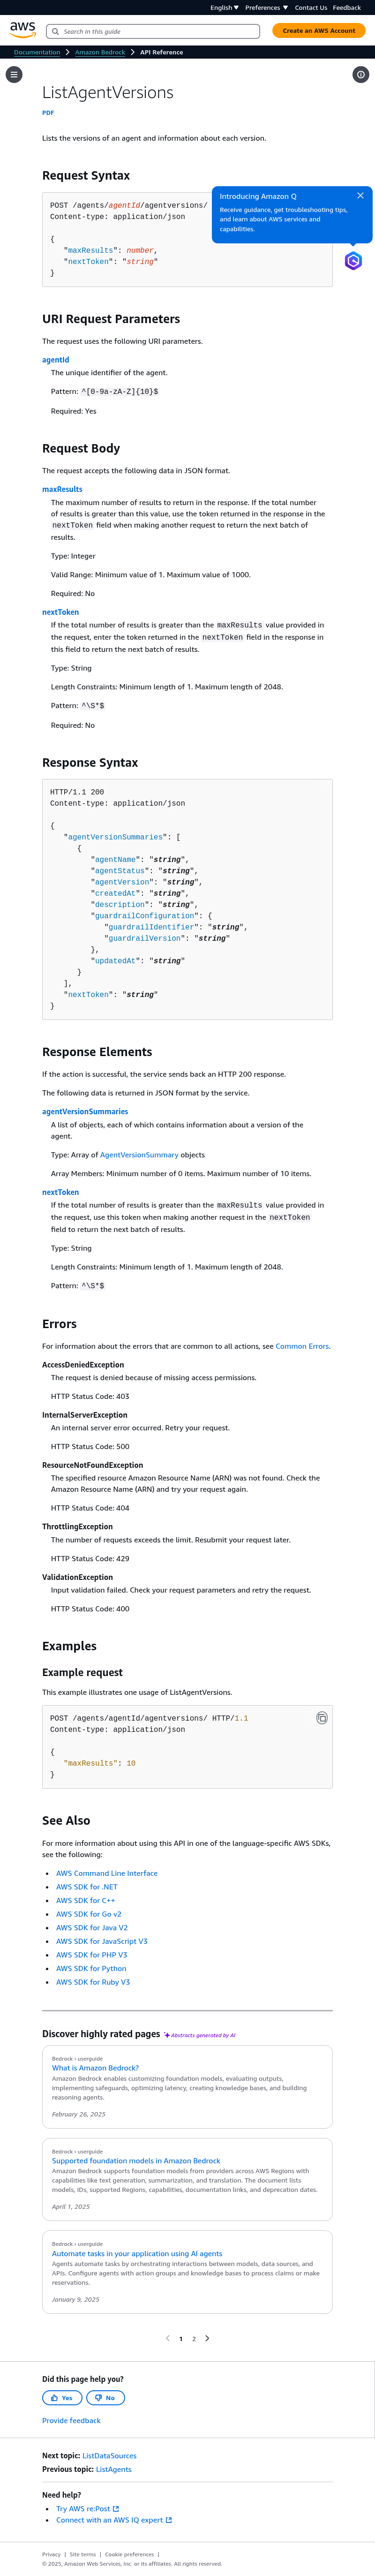 English Preferences Contact Us Feedback
aws Search in this guide Create an AWS Account
Documentation Amazon Bedrock API Reference
ListAgentVersions
PDF
Lists the versions of an agent and information about each version.
Request Syntax
POST /agents/agentId/agentversions/
Content-type: application/json
{
"maxResults": number,
"nextToken": "string"
}
Introducing Amazon Q
Receive guidance, get troubleshooting tips,
and learn about AWS services and
capabilities.
URI Request Parameters
The request uses the following URI parameters.
agentId
The unique identifier of the agent.
Pattern: ^[0-9a-zA-Z]{10}$
Required: Yes
Request Body
The request accepts the following data in JSON format.
maxResults
The maximum number of results to return in the response. If the total number
of results is greater than this value, use the token returned in the response in the
nextToken field when making another request to return the next batch of
results.
Type: Integer
Valid Range: Minimum value of 1. Maximum value of 1000.
Required: No
nextToken
If the total number of results is greater than the maxResults value provided in
the request, enter the token returned in the nextToken field in the response in
this field to return the next batch of results.
Type: String
Length Constraints: Minimum length of 1. Maximum length of 2048.
Pattern: ^\S*$
Required: No
Response Syntax
HTTP/1.1 200
Content-type: application/json
{
"agentVersionSummaries": [
{
"agentName": "string",
"agentStatus": "string",
"agentVersion": "string",
"createdAt": "string",
"description": "string",
"guardrailConfiguration": {
"guardrailIdentifier": "string",
"guardrailVersion": "string"
},
"updatedAt": "string"
}
],
"nextToken": "string"
}
Response Elements
If the action is successful, the service sends back an HTTP 200 response.
The following data is returned in JSON format by the service.
agentVersionSummaries
A list of objects, each of which contains information about a version of the
agent.
Type: Array of AgentVersionSummary objects
Array Members: Minimum number of 0 items. Maximum number of 10 items.
nextToken
If the total number of results is greater than the maxResults value provided in
the request, use this token when making another request in the nextToken
field to return the next batch of results.
Type: String
Length Constraints: Minimum length of 1. Maximum length of 2048.
Pattern: ^\S*$
Errors
For information about the errors that are common to all actions, see Common Errors.
AccessDeniedException
The request is denied because of missing access permissions.
HTTP Status Code: 403
InternalServerException
An internal server error occurred. Retry your request.
HTTP Status Code: 500
ResourceNotFoundException
The specified resource Amazon Resource Name (ARN) was not found. Check the
Amazon Resource Name (ARN) and try your request again.
HTTP Status Code: 404
ThrottlingException
The number of requests exceeds the limit. Resubmit your request later.
HTTP Status Code: 429
ValidationException
Input validation failed. Check your request parameters and retry the request.
HTTP Status Code: 400
Examples
Example request
This example illustrates one usage of ListAgentVersions.
POST /agents/agentId/agentversions/ HTTP/1.1
Content-type: application/json
{
"maxResults": 10
}
See Also
For more information about using this API in one of the language-specific AWS SDKs,
see the following:
• AWS Command Line Interface
• AWS SDK for .NET
• AWS SDK for C++
• AWS SDK for Go v2
• AWS SDK for Java V2
• AWS SDK for JavaScript V3
• AWS SDK for PHP V3
• AWS SDK for Python
• AWS SDK for Ruby V3
Discover highly rated pages Abstracts generated by AI
Bedrock › userguide
What is Amazon Bedrock?
Amazon Bedrock enables customizing foundation models, evaluating outputs,
implementing safeguards, optimizing latency, creating knowledge bases, and building
reasoning agents.
February 26, 2025
Bedrock › userguide
Supported foundation models in Amazon Bedrock
Amazon Bedrock supports foundation models from providers across AWS Regions with
capabilities like text generation, summarization, and translation. The document lists
models, IDs, supported Regions, capabilities, documentation links, and deprecation dates.
April 1, 2025
Bedrock › userguide
Automate tasks in your application using AI agents
Agents automate tasks by orchestrating interactions between models, data sources, and
APIs. Configure agents with action groups and knowledge bases to process claims or make
reservations.
January 9, 2025
1 2
Did this page help you?
Yes No
Provide feedback
Next topic: ListDataSources
Previous topic: ListAgents
Need help?
• Try AWS re:Post
• Connect with an AWS IQ expert
Privacy | Site terms | Cookie preferences |
© 2025, Amazon Web Services, Inc. or its affiliates. All rights reserved.